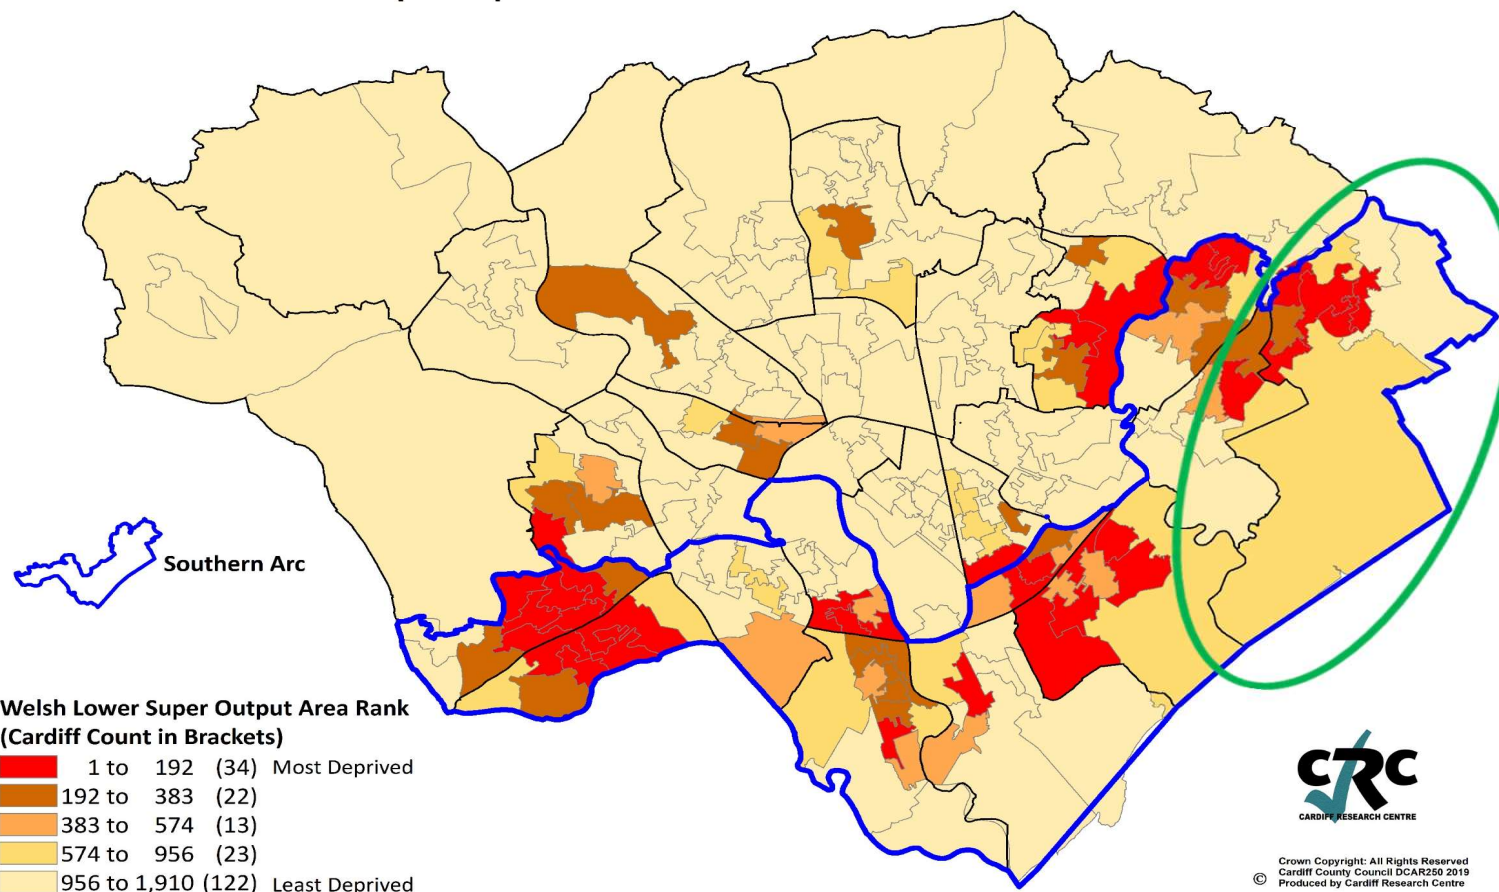 Southern Arc
Welsh Lower Super Output Area Rank
(Cardiff Count in Brackets)
1 to 192 (34) Most Deprived
192 to 383 (22)
383 to 574 (13)
574 to 956 (23)
956 to 1,910 (122) Least Deprived
CRC
CARDIFF RESEARCH CENTRE
Crown Copyright: All Rights Reserved
Cardiff County Council DCAR250 2019
© Produced by Cardiff Research Centre